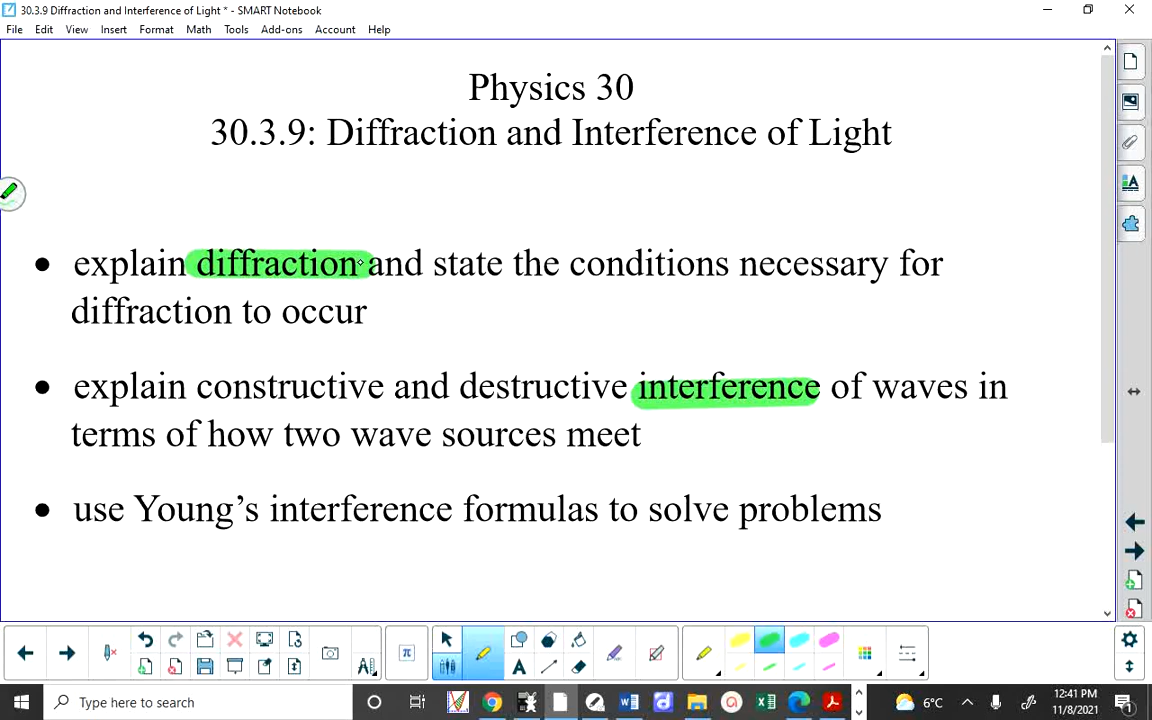 30.3.9 Diffraction and Interference of Light * - SMART Notebook
File Edit View Insert Format Math Tools Add-ons Account Help
Physics 30
30.3.9: Diffraction and Interference of Light
• explain diffraction and state the conditions necessary for
diffraction to occur
• explain constructive and destructive interference of waves in
terms of how two wave sources meet
• use Young’s interference formulas to solve problems
Type here to search
6°C
12:41 PM
11/8/2021